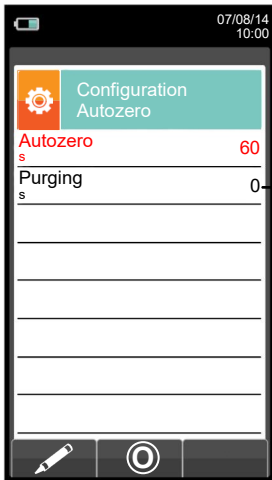 07/08/14
10:00
Configuration
Autozero
Autozero 60
s
Purging 0
s
O